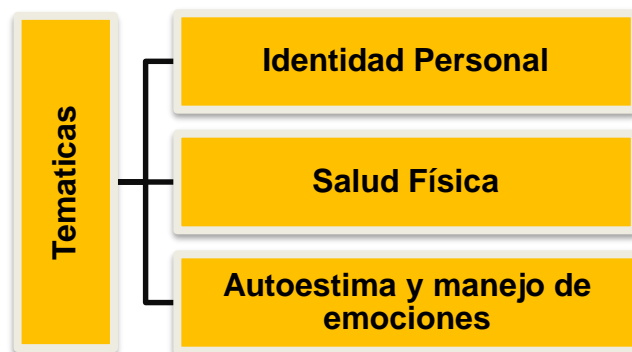 Tematicas
Identidad Personal
Salud Física
Autoestima y manejo de
emociones